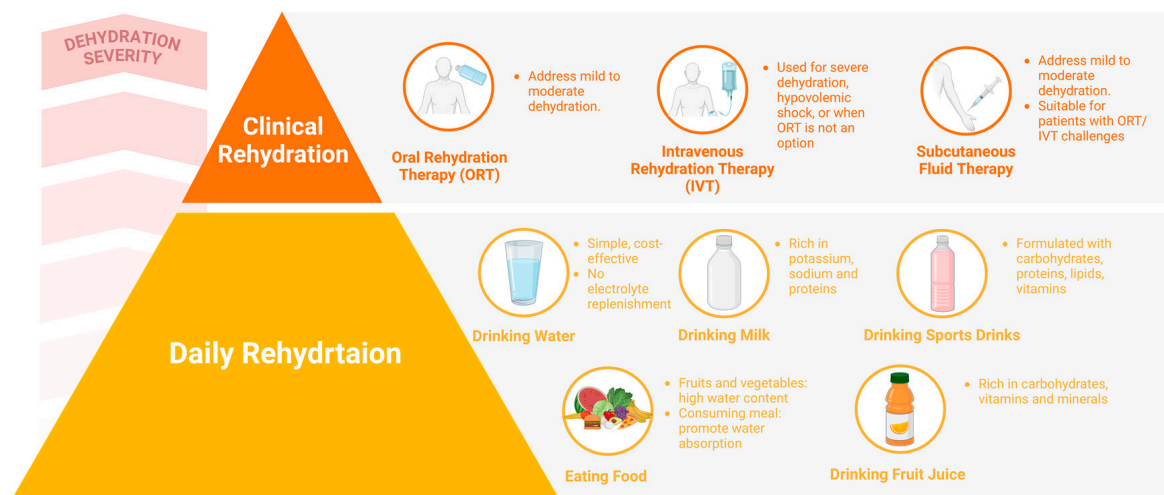 DEHYDRATION
SEVERITY
Clinical
Rehydration
Oral Rehydration
Therapy (ORT)
• Address mild to
moderate
dehydration.
Intravenous
Rehydration Therapy
(IVT)
• Used for severe
dehydration,
hypovolemic
shock, or when
ORT is not an
option
Subcutaneous
Fluid Therapy
• Address mild to
moderate
dehydration.
• Suitable for
patients with ORT/
IVT challenges
Daily Rehydrtaion
Drinking Water
• Simple, cost-
effective
• No
electrolyte
replenishment
Drinking Milk
• Rich in
potassium,
sodium and
proteins
Drinking Sports Drinks
• Formulated with
carbohydrates,
proteins, lipids,
vitamins
Eating Food
• Fruits and vegetables:
high water content
• Consuming meal:
promote water
absorption
Drinking Fruit Juice
• Rich in carbohydrates,
vitamins and minerals